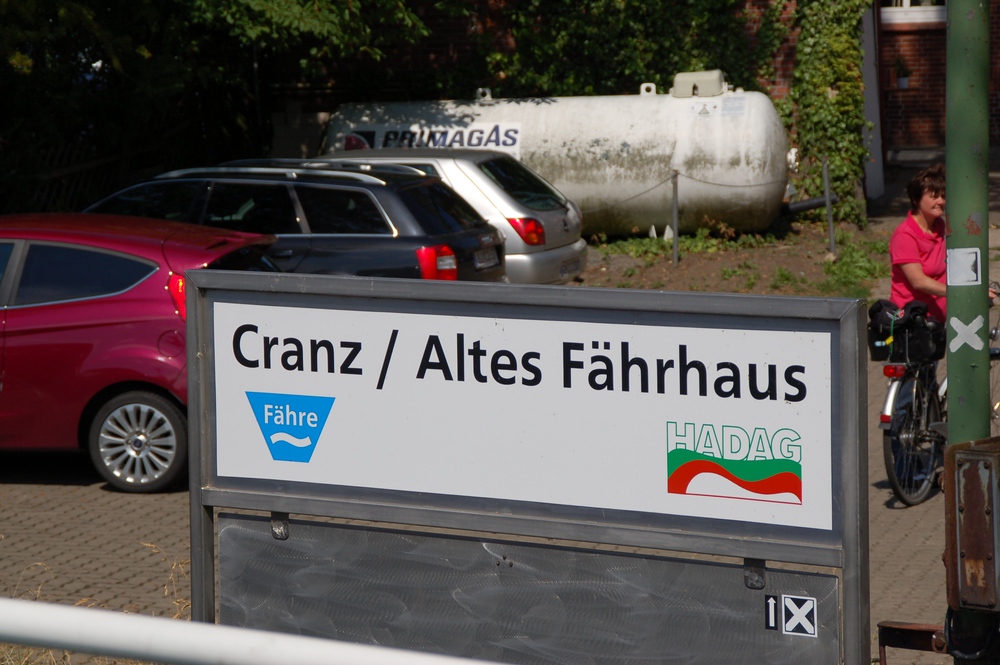 PRIMAGAS
Cranz / Altes Fährhaus
Fähre
HADAG